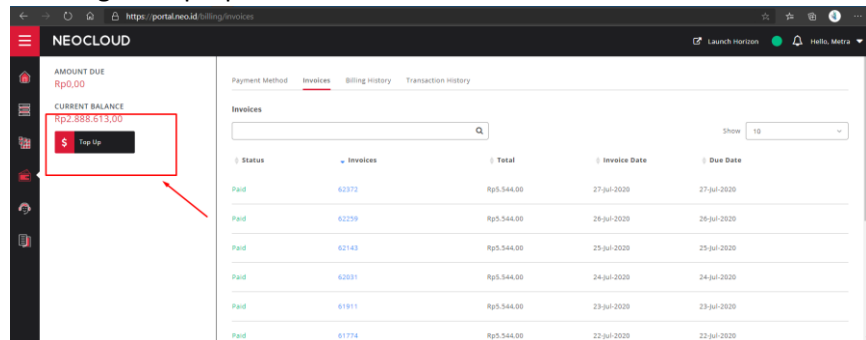 https://portal.neo.id/billing/invoices
NEOCLOUD
Launch Horizon
Hello, Metra
AMOUNT DUE
Rp0,00
CURRENT BALANCE
Rp2.888.613,00
$ Top Up
Payment Method Invoices Billing History Transaction History
Invoices
Show 10
Status Invoices Total Invoice Date Due Date
Paid 62372 Rp5.544,00 27-Jul-2020 27-Jul-2020
Paid 62259 Rp5.544,00 26-Jul-2020 26-Jul-2020
Paid 62143 Rp5.544,00 25-Jul-2020 25-Jul-2020
Paid 62031 Rp5.544,00 24-Jul-2020 24-Jul-2020
Paid 61911 Rp5.544,00 23-Jul-2020 23-Jul-2020
Paid 61774 Rp5.544,00 22-Jul-2020 22-Jul-2020